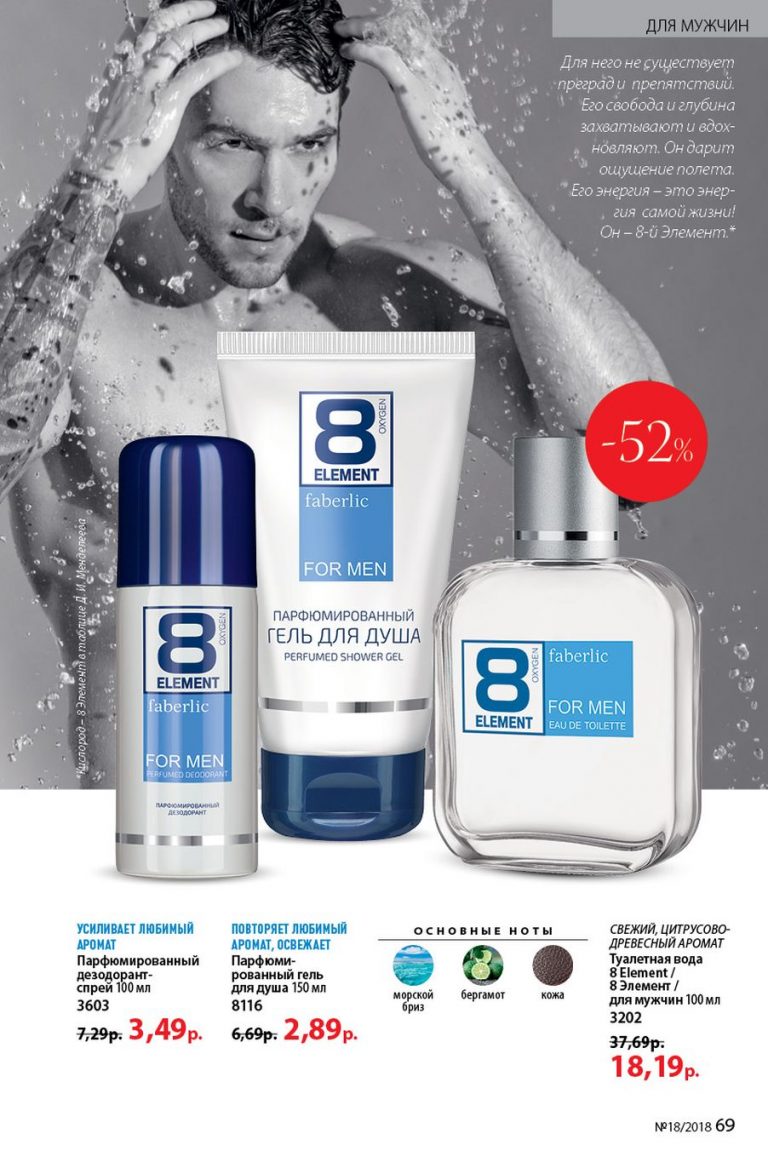 ДЛЯ МУЖЧИН
Для него не существует
преград и препятствий.
Его свобода и глубина
захватывают и вдох-
новляют. Он дарит
ощущение полета.
Его энергия – это энер-
гия самой жизни!
Он – 8-й Элемент.*
-52%
8
OXYGEN
ELEMENT
faberlic
FOR MEN
ПАРФЮМИРОВАННЫЙ
ГЕЛЬ ДЛЯ ДУША
PERFUMED SHOWER GEL
8
OXYGEN
ELEMENT
faberlic
FOR MEN
PERFUMED DEODORANT
ПАРФЮМИРОВАННЫЙ
ДЕЗОДОРАНТ
8
OXYGEN
ELEMENT
faberlic
FOR MEN
EAU DE TOILETTE
*Кислород – 8 Элемент в таблице Д. И. Менделеева
УСИЛИВАЕТ ЛЮБИМЫЙ
АРОМАТ
Парфюмированный
дезодорант-
спрей 100 мл
3603
7,29р. 3,49р.
ПОВТОРЯЕТ ЛЮБИМЫЙ
АРОМАТ, ОСВЕЖАЕТ
Парфюми-
рованный гель
для душа 150 мл
8116
6,69р. 2,89р.
ОСНОВНЫЕ НОТЫ
морской
бриз
бергамот
кожа
СВЕЖИЙ, ЦИТРУСОВО-
ДРЕВЕСНЫЙ АРОМАТ
Туалетная вода
8 Element /
8 Элемент /
для мужчин 100 мл
3202
37,69р.
18,19р.
№18/2018 69